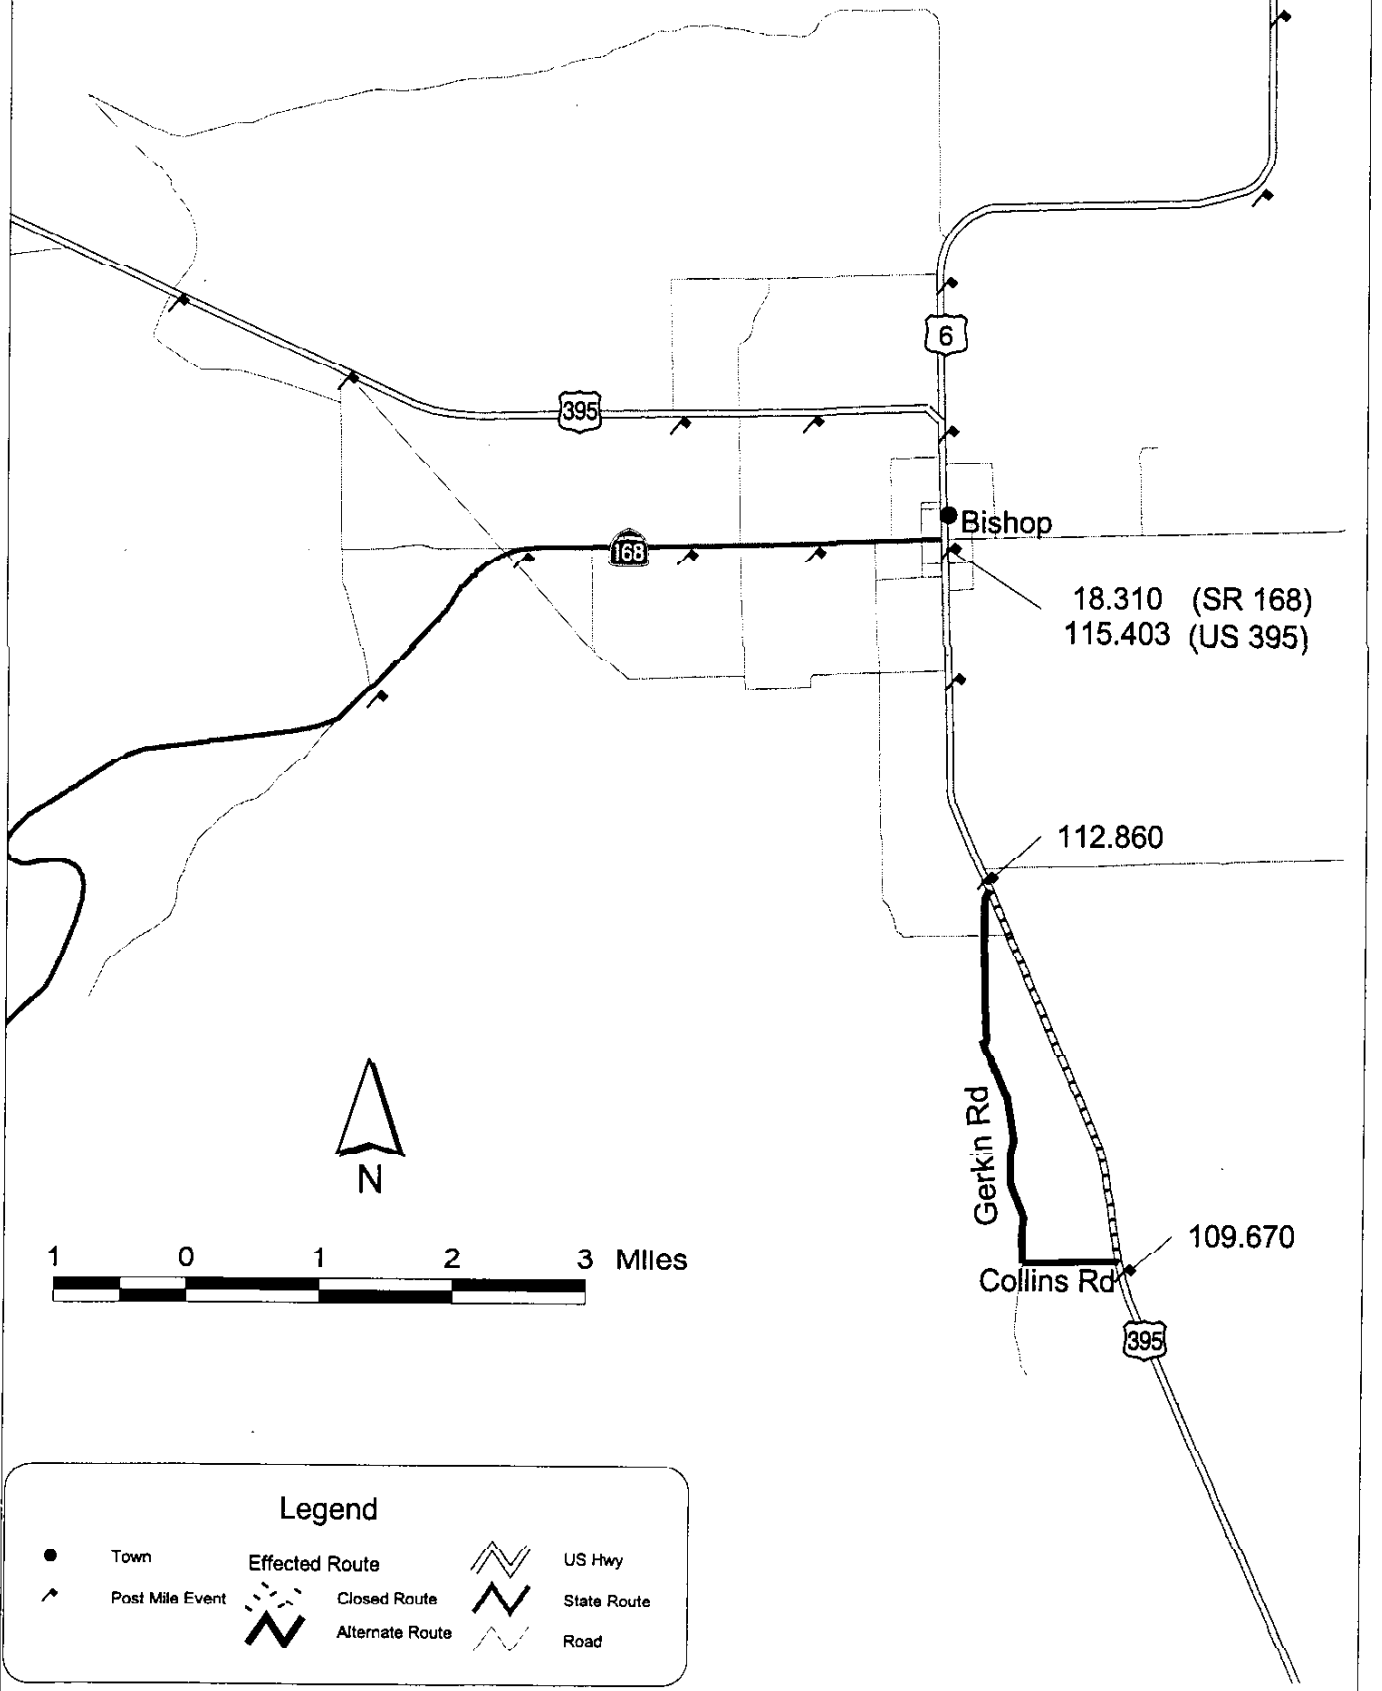 6
395
Bishop
168
18.310 (SR 168)
115.403 (US 395)
112.860
Gerkin Rd
N
109.670
1 0 1 2 3 MIles
Collins Rd
395
Legend
Town
Effected Route
US Hwy
Post Mile Event
Closed Route
State Route
Alternate Route
Road